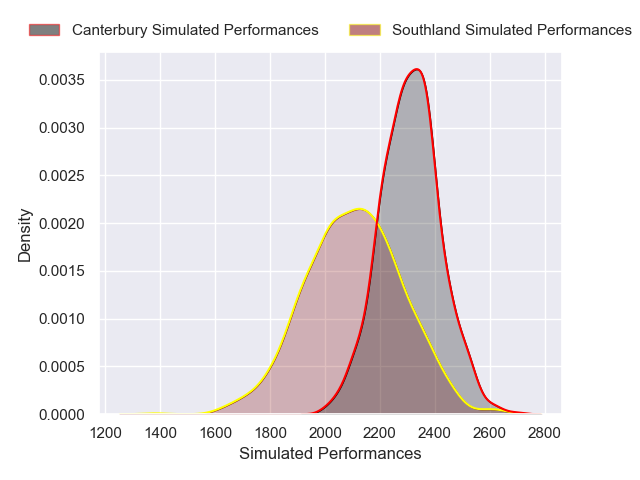 Canterbury Simulated Performances Southland Simulated Performances
0.0035
0.0030
0.0025
0.0020
0.0015
0.0010
0.0005
0.0000
Density
1200 1400 1600 1800 2000 2200 2400 2600 2800
Simulated Performances